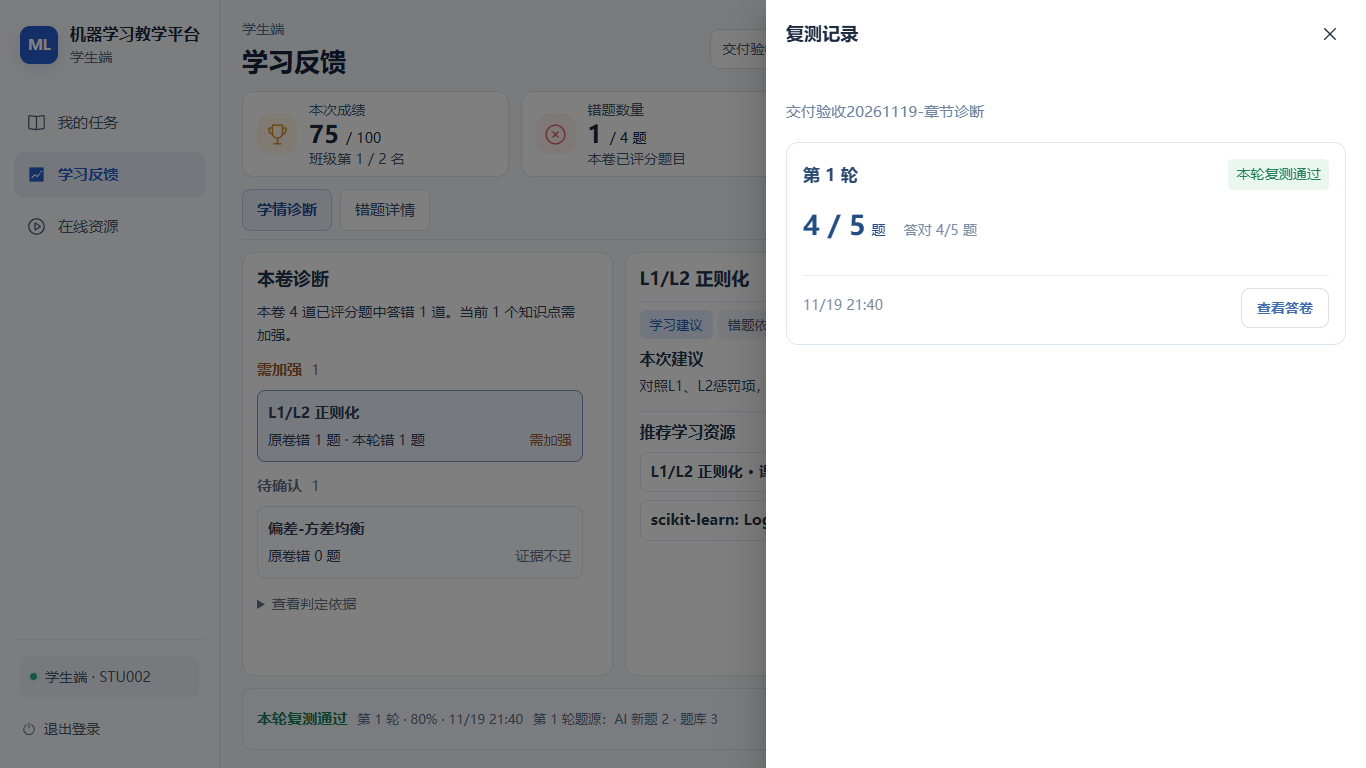 ML
机器学习教学平台
学生端
我的任务
学习反馈
在线资源
学生端 · STU002
退出登录
学生端
学习反馈
交付验
本次成绩
75 / 100
班级第 1 / 2 名
错题数量
1 / 4 题
本卷已评分题目
学情诊断
错题详情
本卷诊断
本卷 4 道已评分题中答错 1 道。当前 1 个知识点需
加强。
需加强 1
L1/L2 正则化
原卷错 1 题 · 本轮错 1 题
需加强
待确认 1
偏差-方差均衡
原卷错 0 题
证据不足
查看判定依据
L1/L2 正则化
学习建议
错题依
本次建议
对照L1、L2惩罚项，
推荐学习资源
L1/L2 正则化 •
scikit-learn: Log
本轮复测通过 第 1 轮 · 80% · 11/19 21:40 第 1 轮题源：AI 新题 2 · 题库 3
复测记录
交付验收20261119-章节诊断
第 1 轮
本轮复测通过
4 / 5 题 答对 4/5 题
11/19 21:40
查看答卷